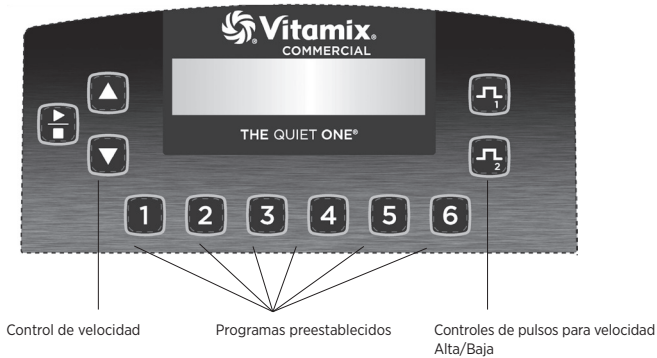 Vitamix.
COMMERCIAL
THE QUIET ONE®
1
2
1 2 3 4 5 6
Control de velocidad
Programas preestablecidos
Controles de pulsos para velocidad
Alta/Baja